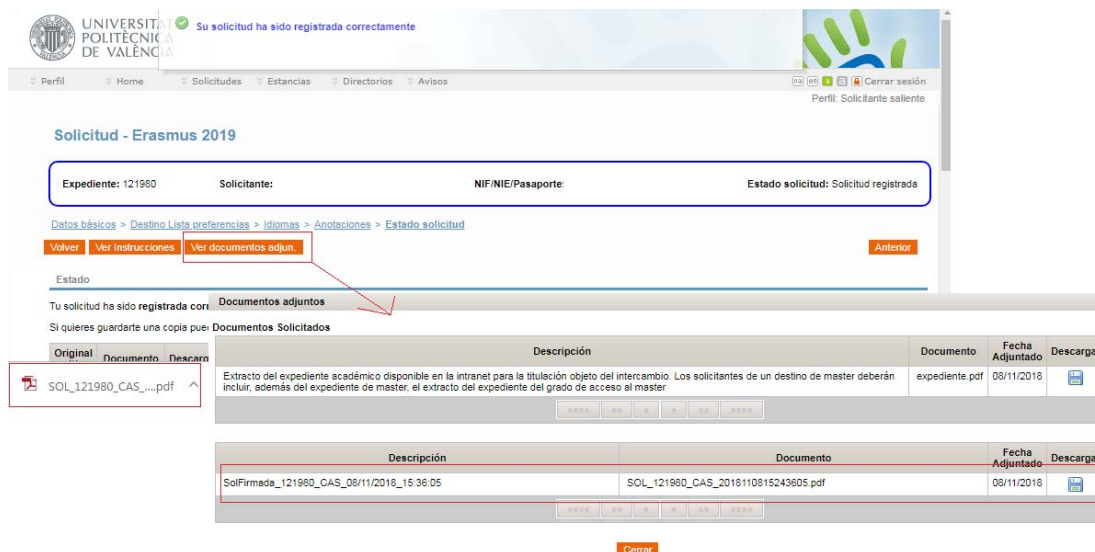 UNIVERSITAT
POLITÈCNICA
DE VALÈNCIA
Su solicitud ha sido registrada correctamente
Perfil Home Solicitudes Estancias Directorios Avisos
Cerrar sesión
Perfil: Solicitante saliente
Solicitud - Erasmus 2019
Expediente: 121980 Solicitante: NIF/NIE/Pasaporte: Estado solicitud: Solicitud registrada
Datos básicos > Destino Lista preferencias > Idiomas > Anotaciones > Estado solicitud
Volver Ver Instrucciones Ver documentos adjun. Anterior
Estado
Tu solicitud ha sido registrada corr
Si quieres guardarte una copia pue
Original Documento Descarg
SOL_121980_CAS_....pdf
Documentos adjuntos
Documentos Solicitados
Descripción Documento Fecha Adjuntado Descarga
Extracto del expediente académico disponible en la intranet para la titulación objeto del intercambio. Los solicitantes de un destino de master deberán expediente.pdf 08/11/2018
incluir, además del expediente de master, el extracto del expediente del grado de acceso al master
<<<< << < > >> >>>>
Descripción Documento Fecha Adjuntado Descarga
SolFirmada_121980_CAS_08/11/2018_15:36:05 SOL_121980_CAS_2018110815243605.pdf 08/11/2018
<<<< << < > >> >>>>
Cerrar